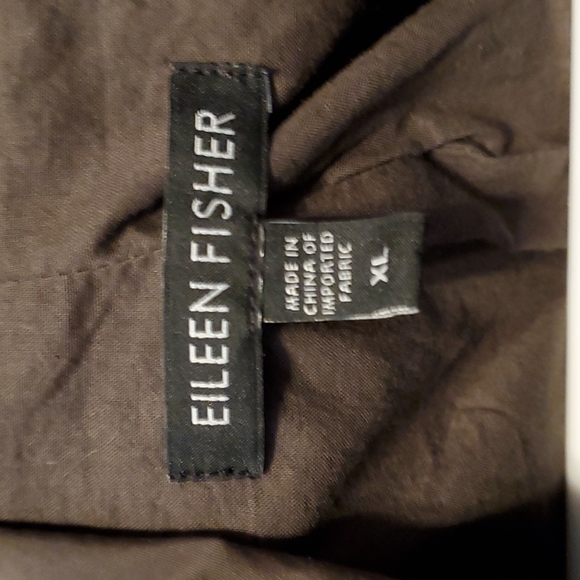 EILEEN FISHER
MADE IN
CHINA OF
IMPORTED
FABRIC
XL